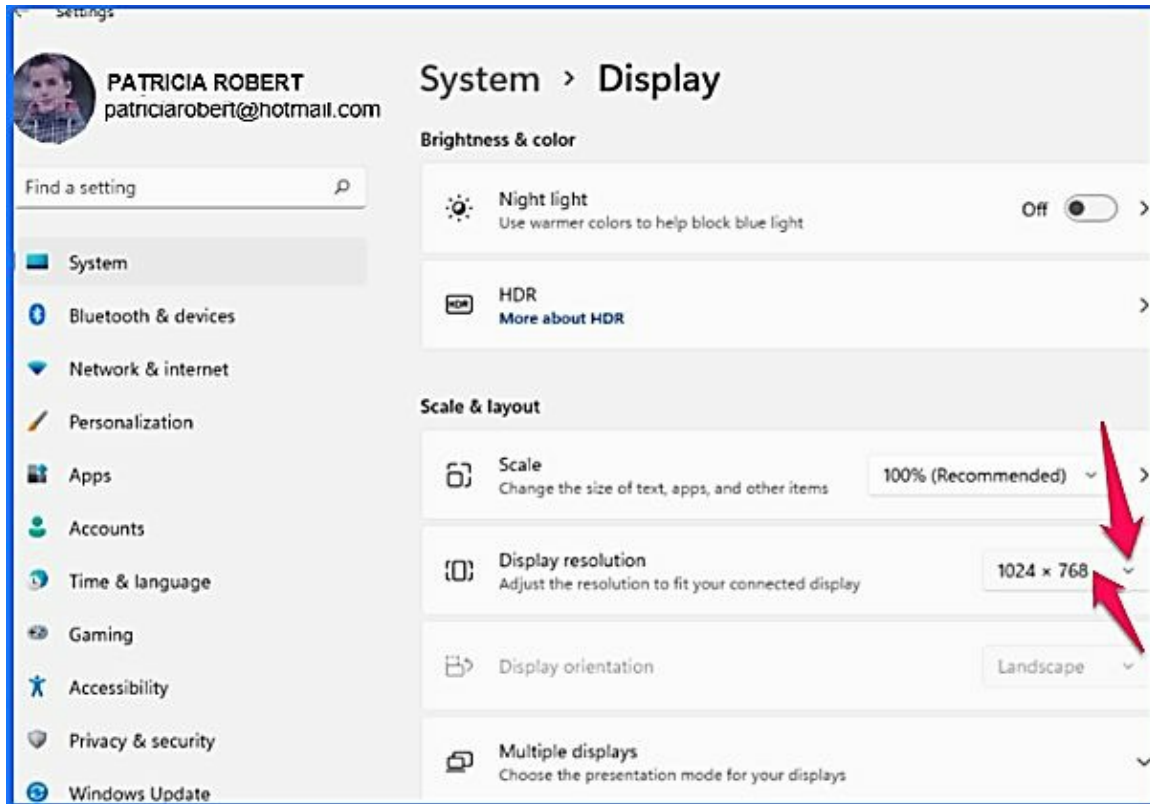 Settings
PATRICIA ROBERT
patriciarobert@hotmail.com
Find a setting
System
Bluetooth & devices
Network & internet
Personalization
Apps
Accounts
Time & language
Gaming
Accessibility
Privacy & security
Windows Update
System > Display
Brightness & color
Night light
Use warmer colors to help block blue light
Off
HDR
HDR
More about HDR
Scale & layout
Scale
Change the size of text, apps, and other items
100% (Recommended)
Display resolution
Adjust the resolution to fit your connected display
1024 × 768
Display orientation
Landscape
Multiple displays
Choose the presentation mode for your displays